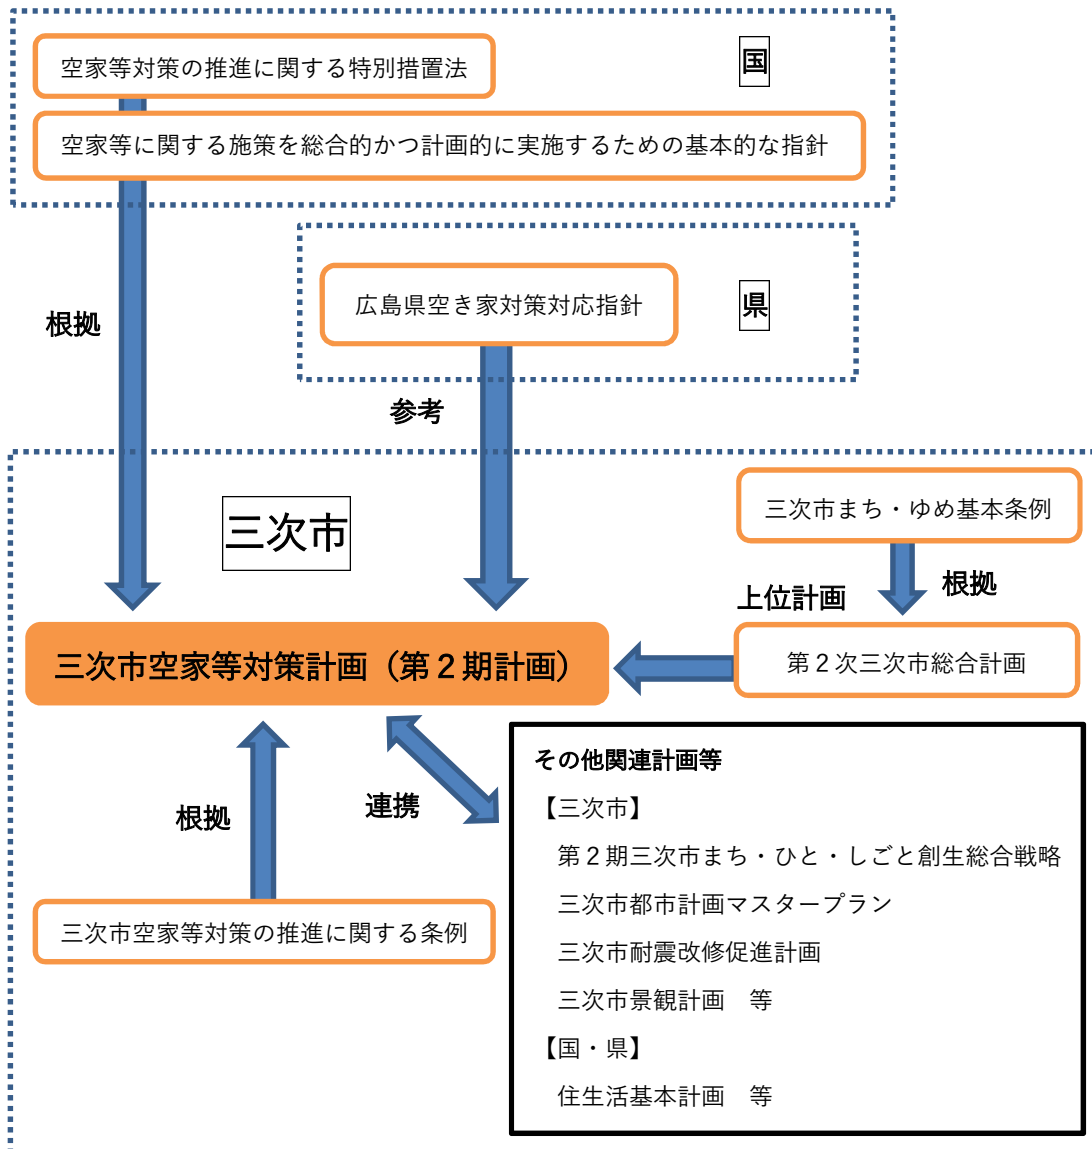 空家等対策の推進に関する特別措置法
国
空家等に関する施策を総合的かつ計画的に実施するための基本的な指針
広島県空き家対策対応指針
県
根拠
参考
三次市
三次市まち・ゆめ基本条例
根拠
上位計画
三次市空家等対策計画（第２期計画）
第２次三次市総合計画
根拠
連携
三次市空家等対策の推進に関する条例
その他関連計画等
【三次市】
第２期三次市まち・ひと・しごと創生総合戦略
三次市都市計画マスタープラン
三次市耐震改修促進計画
三次市景観計画　等
【国・県】
住生活基本計画　等